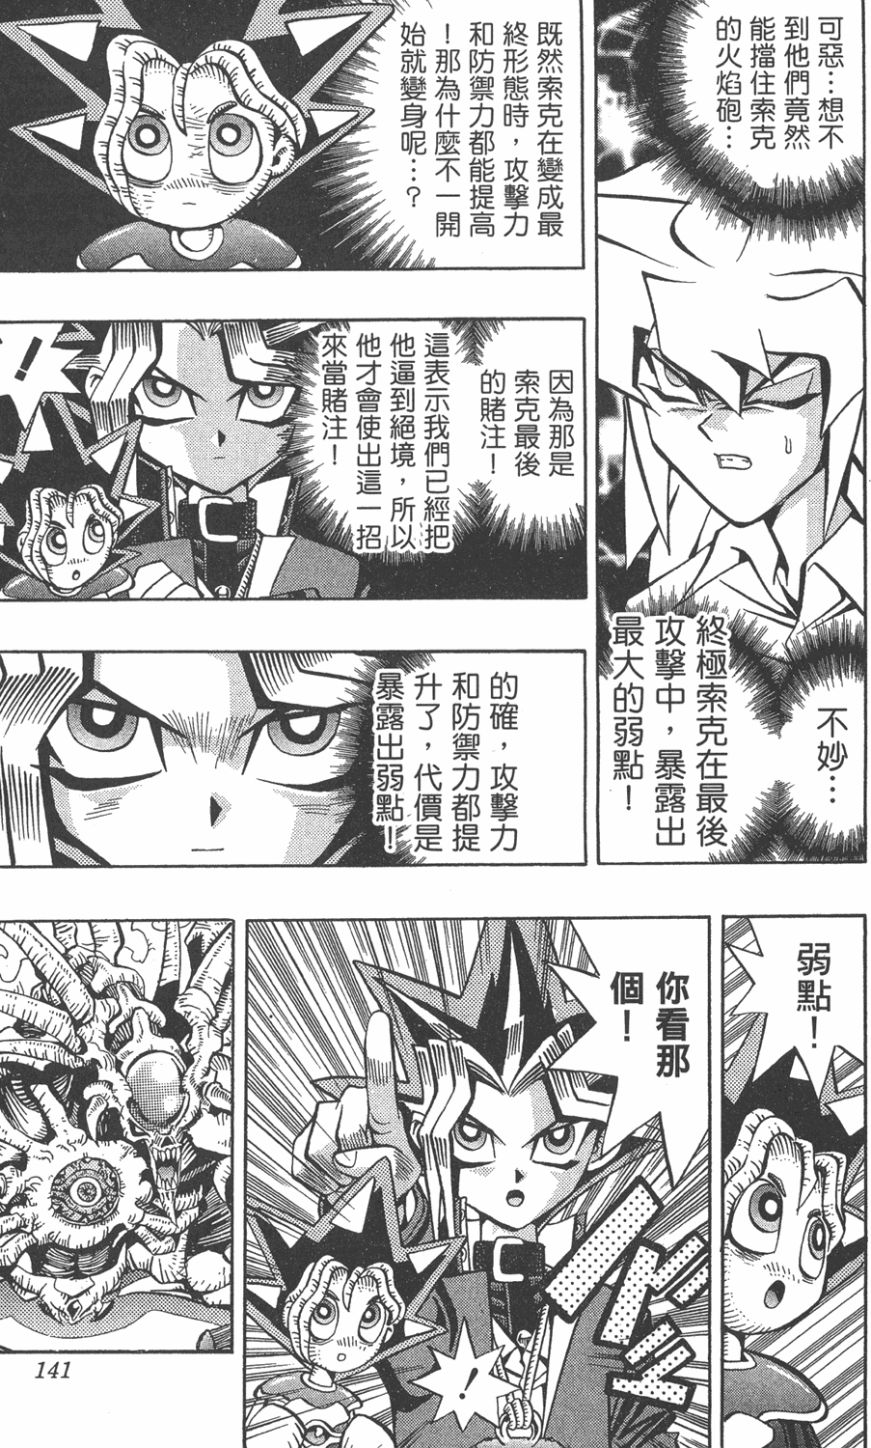 可惡…想不
到他們竟然
能擋住索克
的火焰砲…
不妙…
終極索克在最後
攻擊中，暴露出
最大的弱點！
既然索克在變成最
終形態時，攻擊力
和防禦力都能提高
！那為什麼不一開
始就變身呢…？
因為那是
索克最後
的賭注！
這表示我們已經把
他逼到絕境，所以
他才會使出這一招
來當賭注！
！
的確，攻擊力
和防禦力都提
升了，代價是
暴露出弱點！
弱點！
你看那
個！
！
141